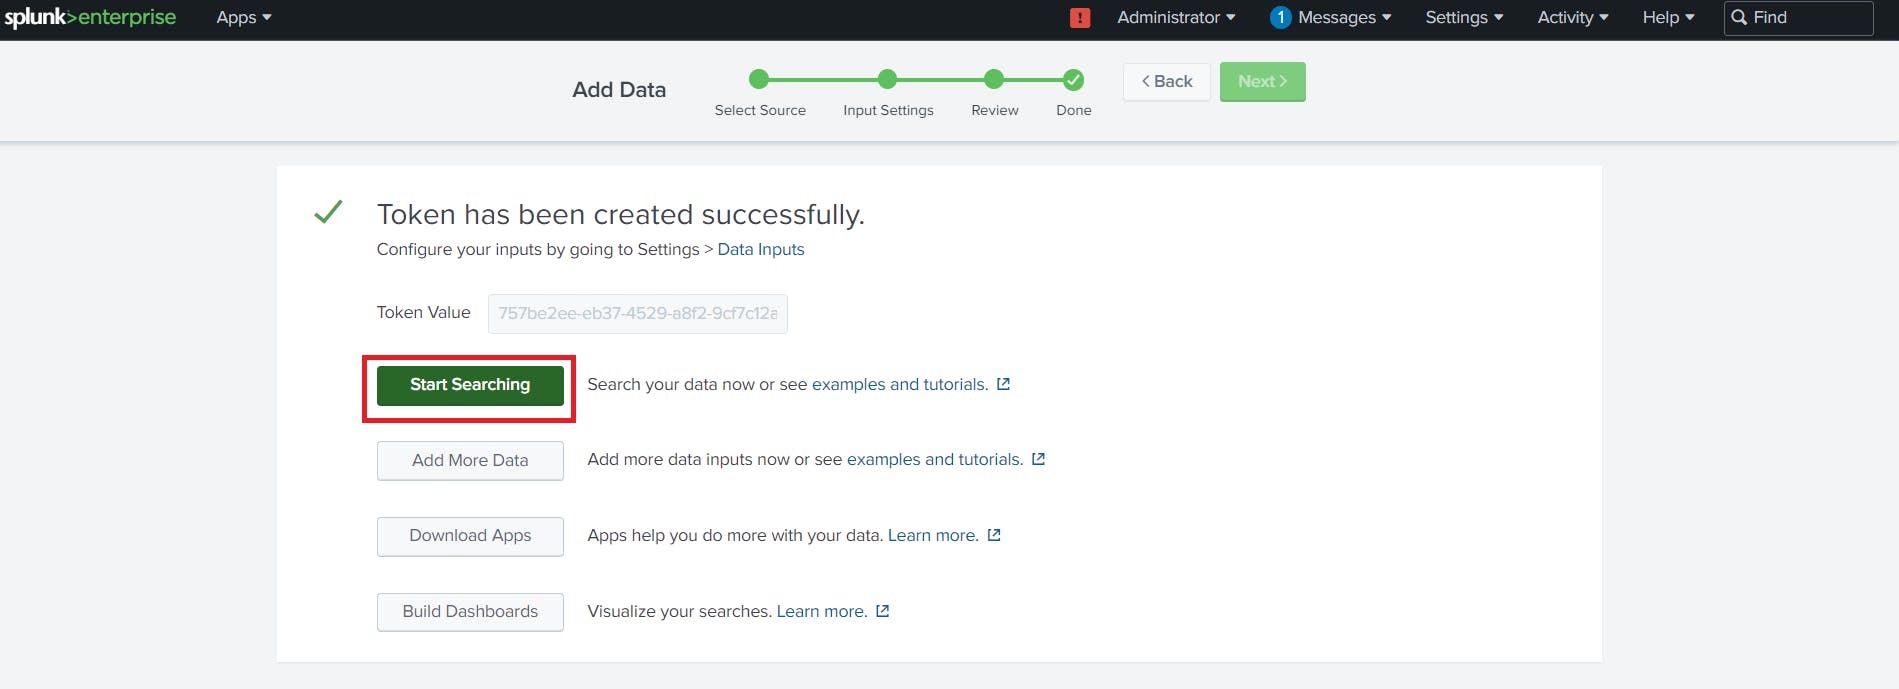 splunk>enterprise Apps ! Administrator 1 Messages Settings Activity Help Find
Add Data
Select Source Input Settings Review Done
< Back Next >
Token has been created successfully.
Configure your inputs by going to Settings > Data Inputs
Token Value 757be2ee-eb37-4529-a8f2-9cf7c12a
Start Searching Search your data now or see examples and tutorials.
Add More Data Add more data inputs now or see examples and tutorials.
Download Apps Apps help you do more with your data. Learn more.
Build Dashboards Visualize your searches. Learn more.